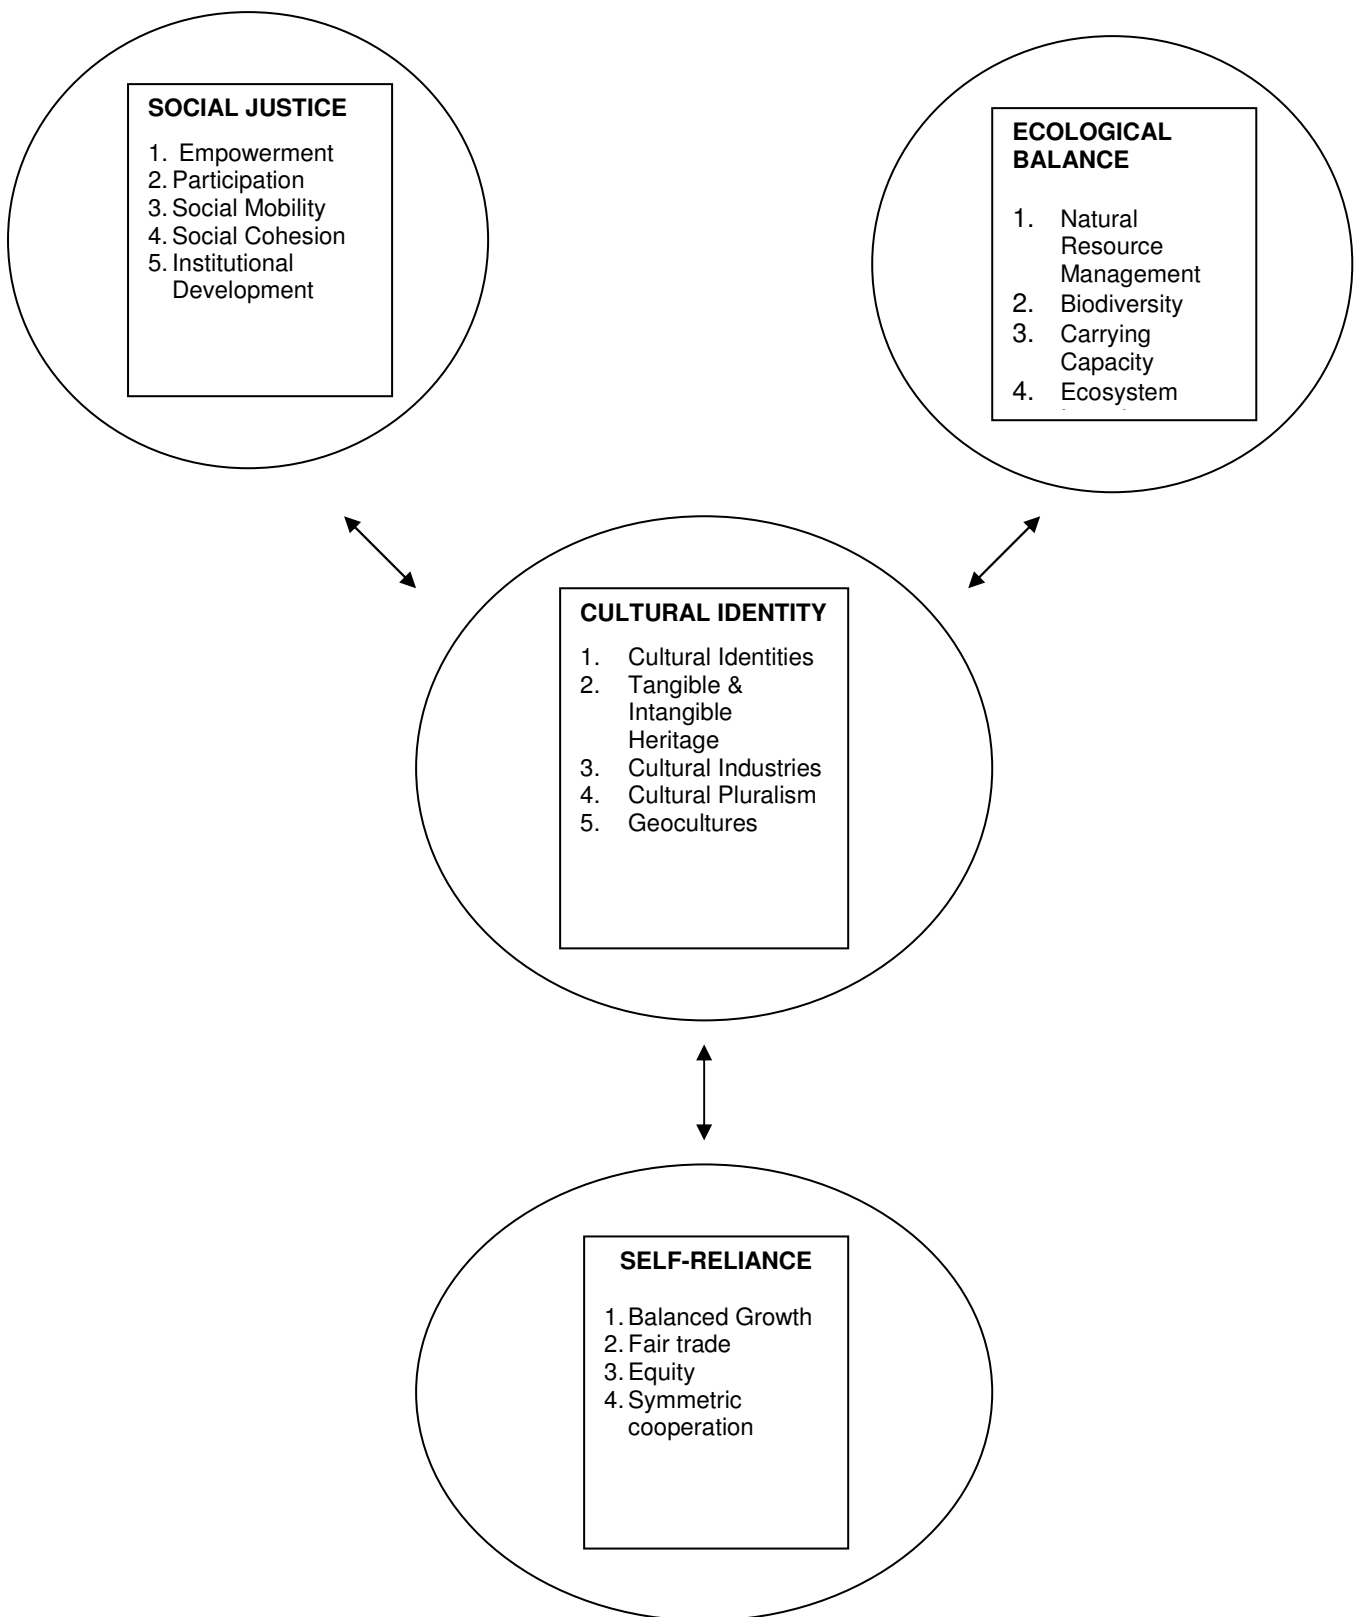 SOCIAL JUSTICE
1. Empowerment
2. Participation
3. Social Mobility
4. Social Cohesion
5. Institutional
Development
ECOLOGICAL
BALANCE
1. Natural
Resource
Management
2. Biodiversity
3. Carrying
Capacity
4. Ecosystem
CULTURAL IDENTITY
1. Cultural Identities
2. Tangible &
Intangible
Heritage
3. Cultural Industries
4. Cultural Pluralism
5. Geocultures
SELF-RELIANCE
1. Balanced Growth
2. Fair trade
3. Equity
4. Symmetric
cooperation